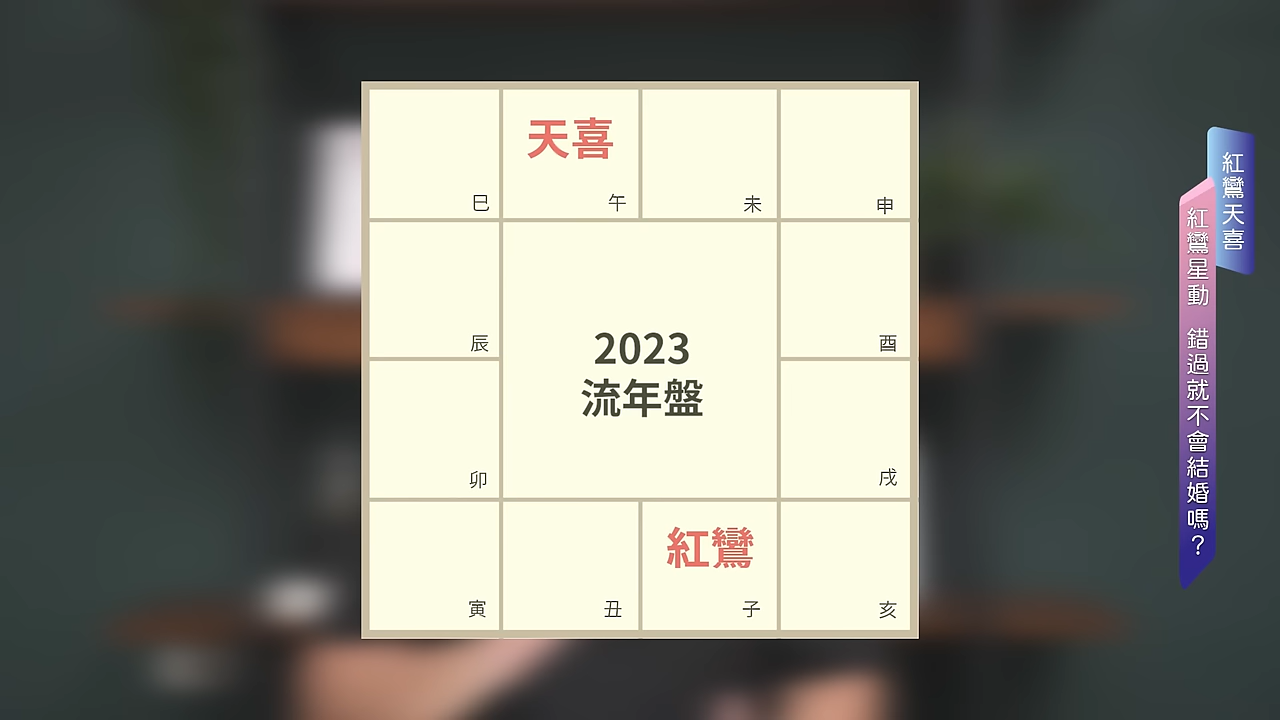 天喜
巳
午
未
申
辰
2023
流年盤
酉
卯
戌
紅鸞
寅
丑
子
亥
紅鸞天喜
紅鸞星動 錯過就不會結婚嗎？